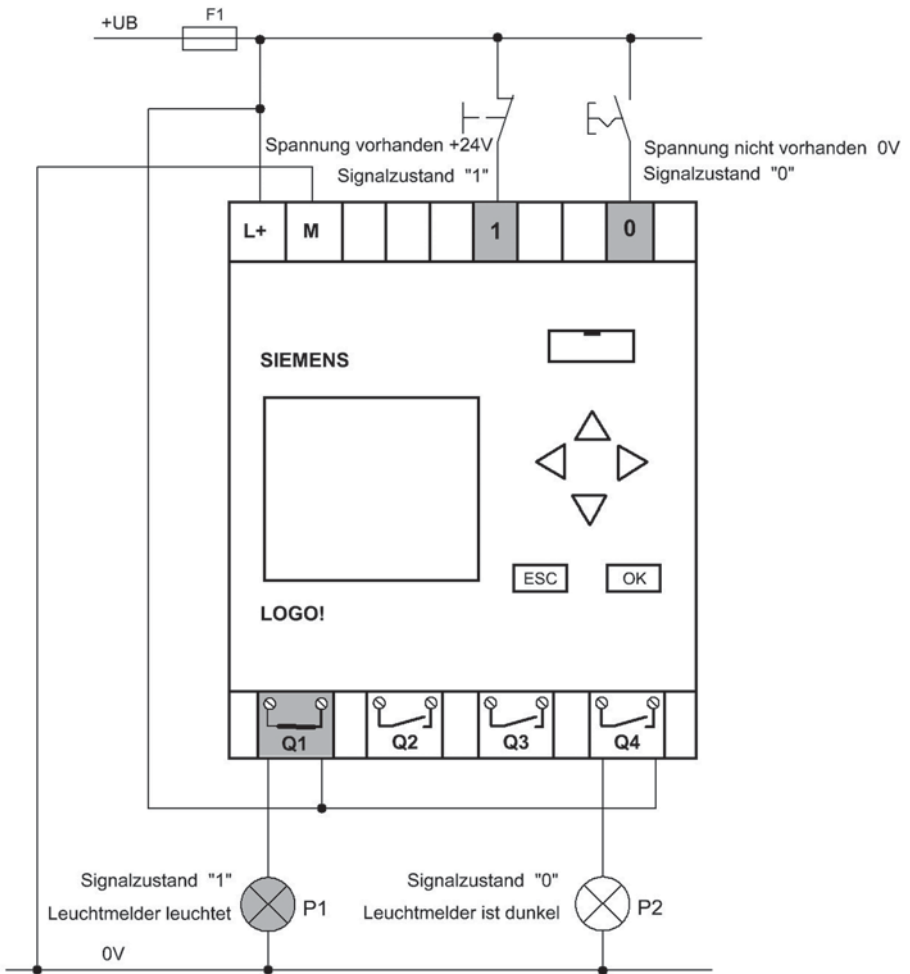 +UB
F1
Spannung vorhanden +24V
Signalzustand "1"
Spannung nicht vorhanden 0V
Signalzustand "0"
L+
M
1
0
SIEMENS
ESC
OK
LOGO!
Q1
Q2
Q3
Q4
Signalzustand "1"
Leuchtmelder leuchtet
P1
Signalzustand "0"
Leuchtmelder ist dunkel
P2
0V